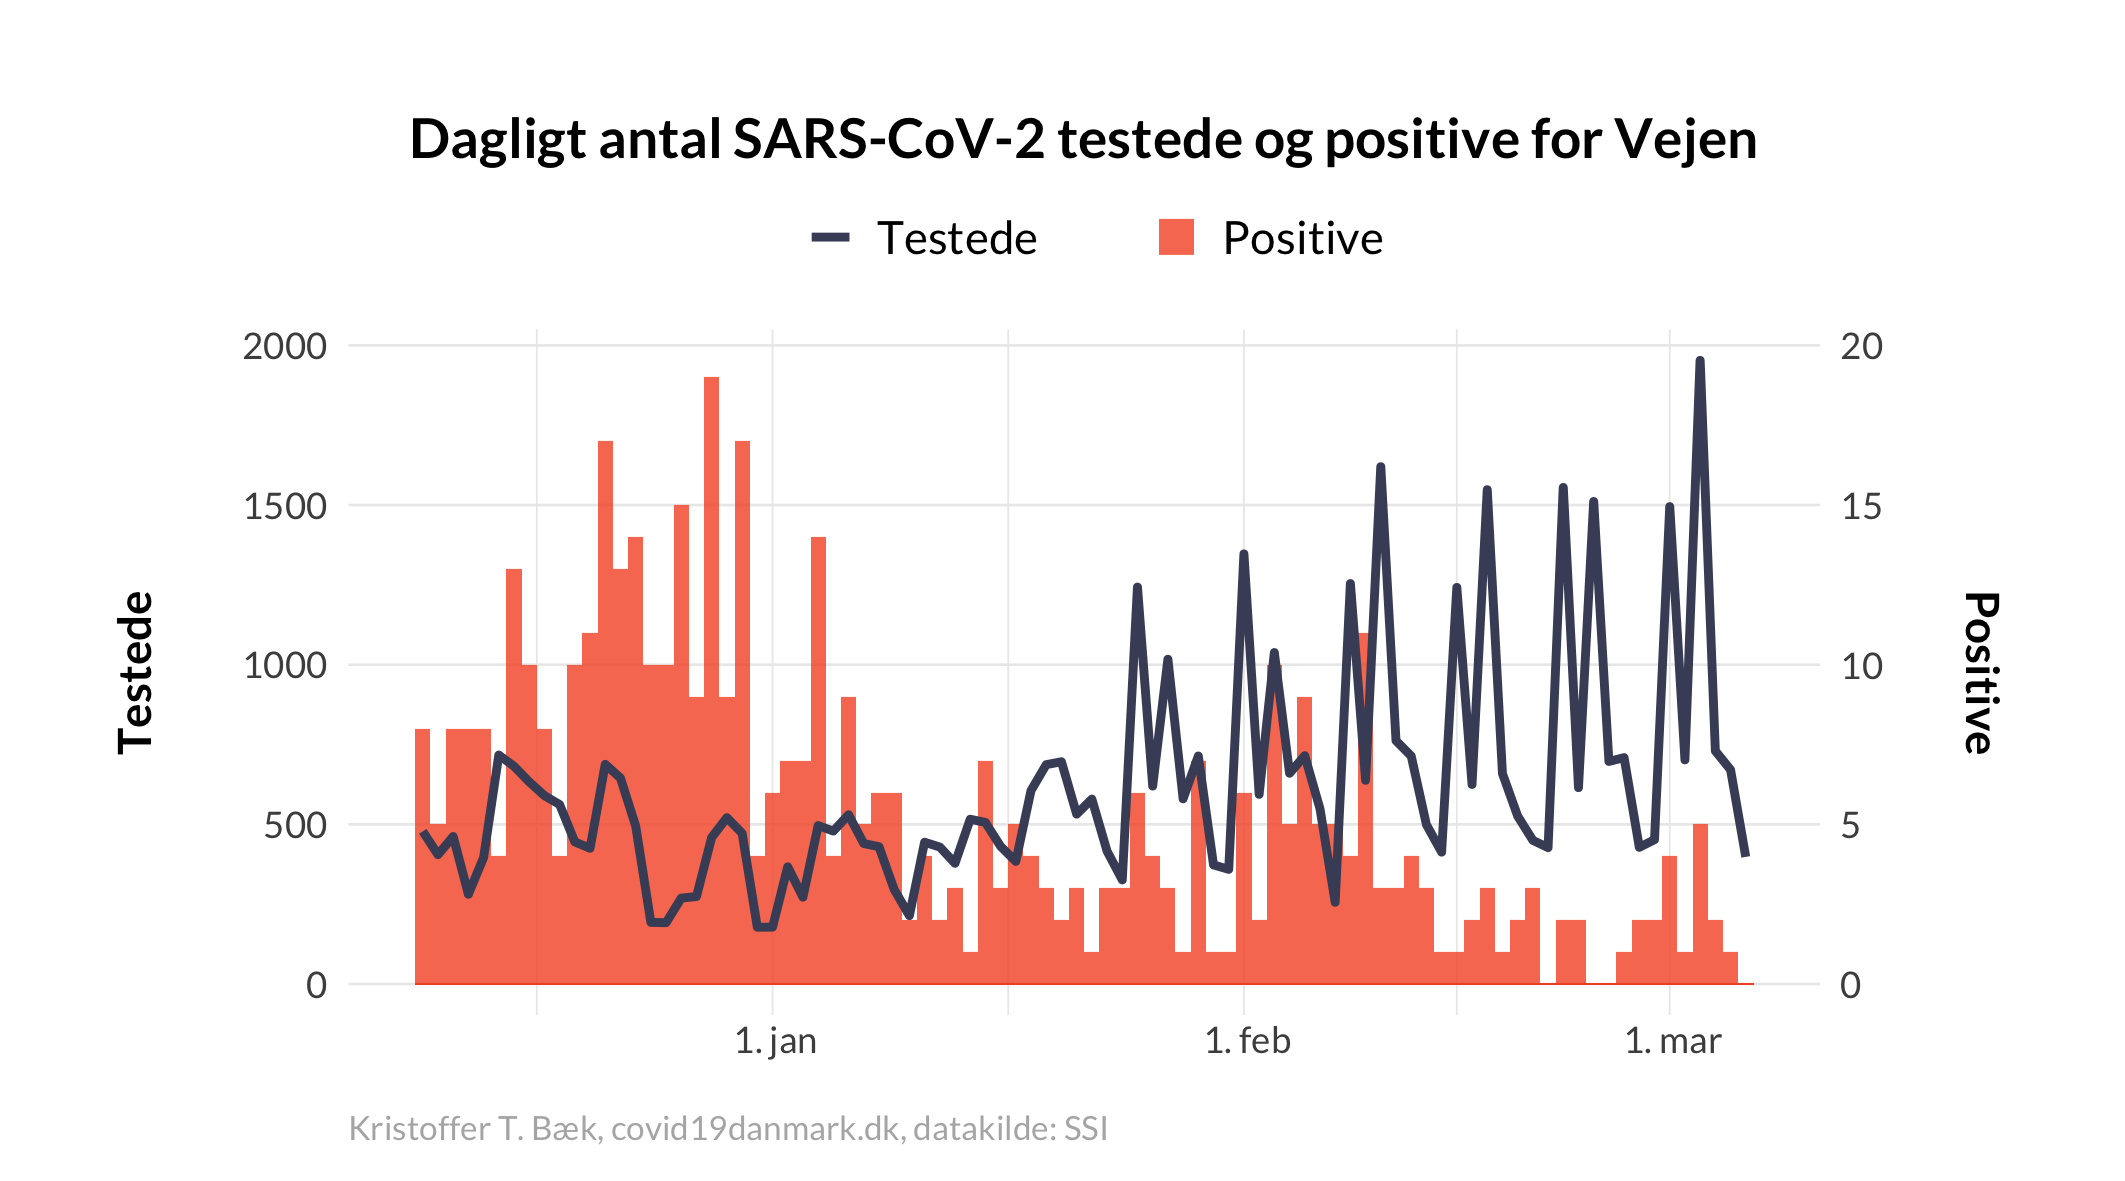 Dagligt antal SARS-CoV-2 testede og positive for Vejen
Testede
Positive
2000
1500
1000
500
0
Testede
20
15
10
5
0
Positive
1. jan
1. feb
1. mar
Kristoffer T. Bæk, covid19danmark.dk, datakilde: SSI